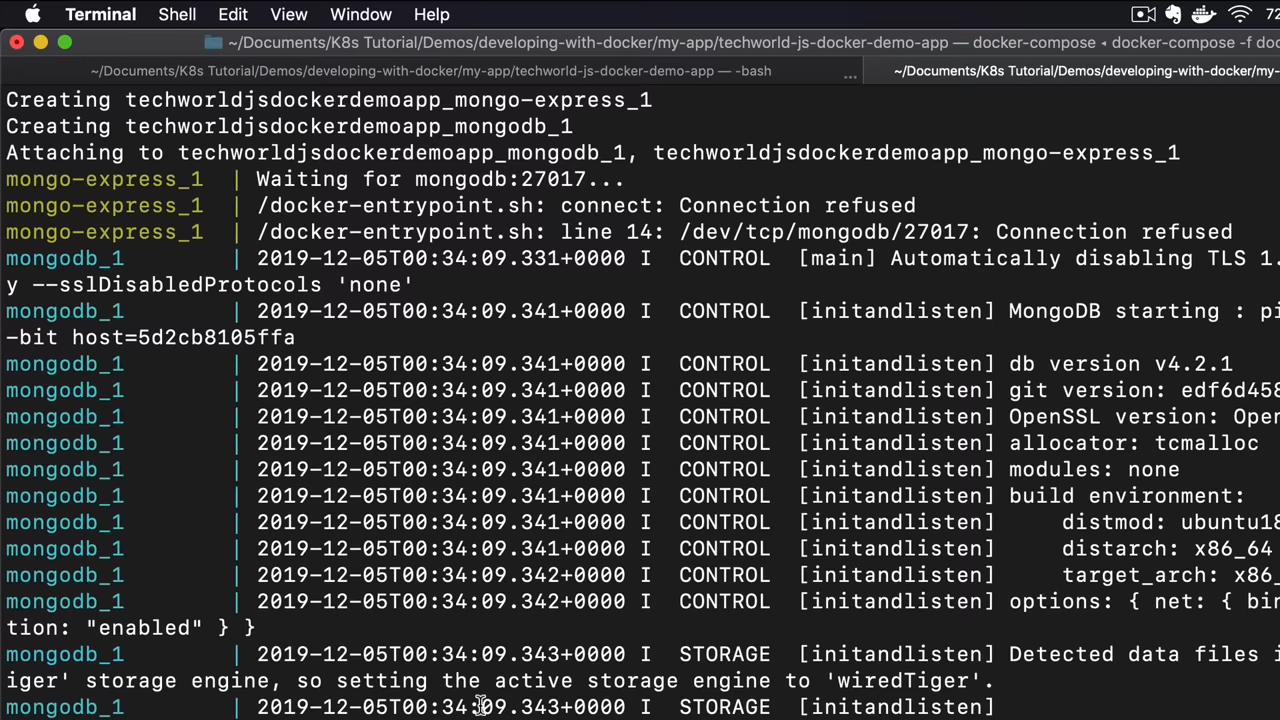 Terminal Shell Edit View Window Help
~/Documents/K8s Tutorial/Demos/developing-with-docker/my-app/techworld-js-docker-demo-app — docker-compose ◂ docker-compose -f
~/Documents/K8s Tutorial/Demos/developing-with-docker/my-app/techworld-js-docker-demo-app — -bash ... ~/Documents/K8s Tutorial/Demos/developing-with-docker/my-
Creating techworldjsdockerdemoapp_mongo-express_1
Creating techworldjsdockerdemoapp_mongodb_1
Attaching to techworldjsdockerdemoapp_mongodb_1, techworldjsdockerdemoapp_mongo-express_1
mongo-express_1 | Waiting for mongodb:27017...
mongo-express_1 | /docker-entrypoint.sh: connect: Connection refused
mongo-express_1 | /docker-entrypoint.sh: line 14: /dev/tcp/mongodb/27017: Connection refused
mongodb_1 | 2019-12-05T00:34:09.331+0000 I CONTROL [main] Automatically disabling TLS 1.
y --sslDisabledProtocols 'none'
mongodb_1 | 2019-12-05T00:34:09.341+0000 I CONTROL [initandlisten] MongoDB starting : pi
-bit host=5d2cb8105ffa
mongodb_1 | 2019-12-05T00:34:09.341+0000 I CONTROL [initandlisten] db version v4.2.1
mongodb_1 | 2019-12-05T00:34:09.341+0000 I CONTROL [initandlisten] git version: edf6d458
mongodb_1 | 2019-12-05T00:34:09.341+0000 I CONTROL [initandlisten] OpenSSL version: Open
mongodb_1 | 2019-12-05T00:34:09.341+0000 I CONTROL [initandlisten] allocator: tcmalloc
mongodb_1 | 2019-12-05T00:34:09.341+0000 I CONTROL [initandlisten] modules: none
mongodb_1 | 2019-12-05T00:34:09.341+0000 I CONTROL [initandlisten] build environment:
mongodb_1 | 2019-12-05T00:34:09.341+0000 I CONTROL [initandlisten] distmod: ubuntu18
mongodb_1 | 2019-12-05T00:34:09.341+0000 I CONTROL [initandlisten] distarch: x86_64
mongodb_1 | 2019-12-05T00:34:09.342+0000 I CONTROL [initandlisten] target_arch: x86_
mongodb_1 | 2019-12-05T00:34:09.342+0000 I CONTROL [initandlisten] options: { net: { bin
tion: "enabled" } }
mongodb_1 | 2019-12-05T00:34:09.343+0000 I STORAGE [initandlisten] Detected data files i
iger' storage engine, so setting the active storage engine to 'wiredTiger'.
mongodb_1 | 2019-12-05T00:34:09.343+0000 I STORAGE [initandlisten]